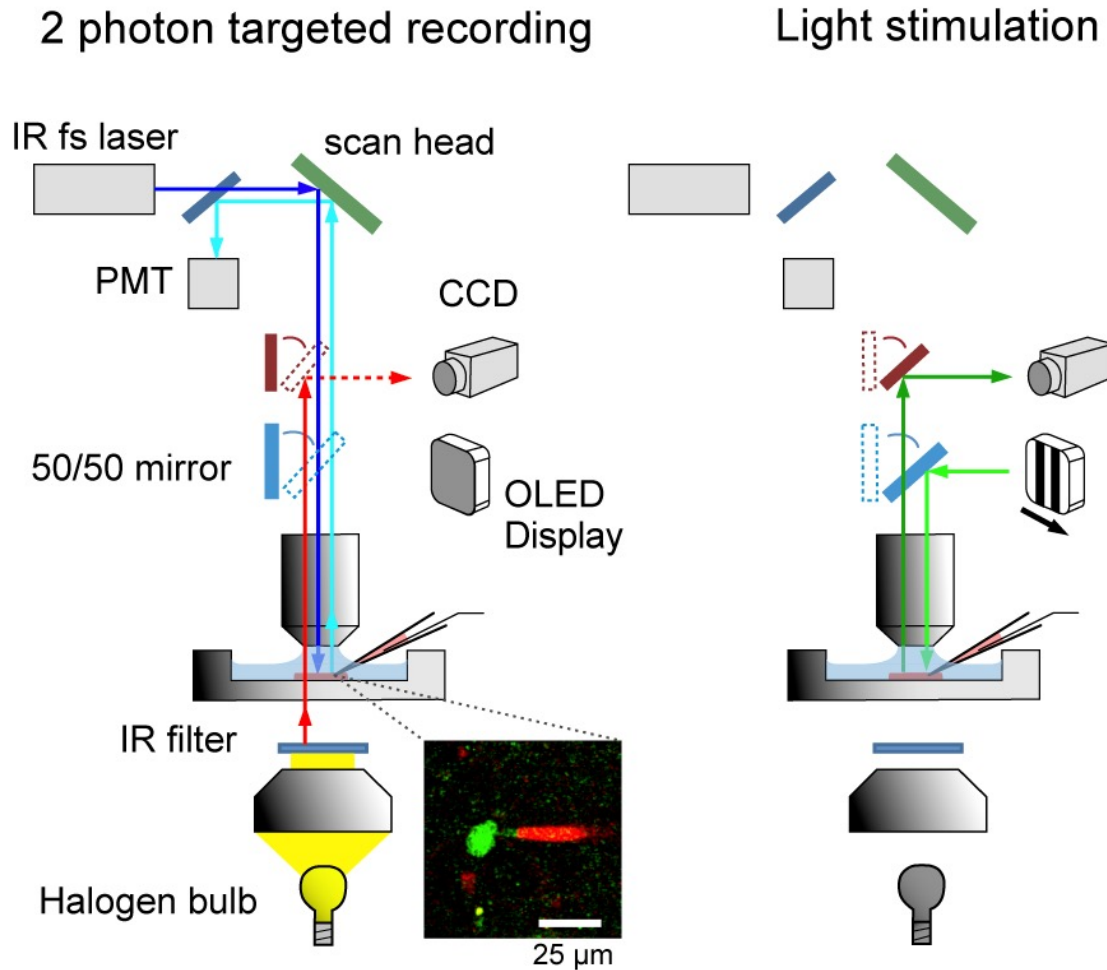 2 photon targeted recording
Light stimulation
IR fs laser
scan head
PMT
CCD
50/50 mirror
OLED
Display
IR filter
Halogen bulb
25 µm